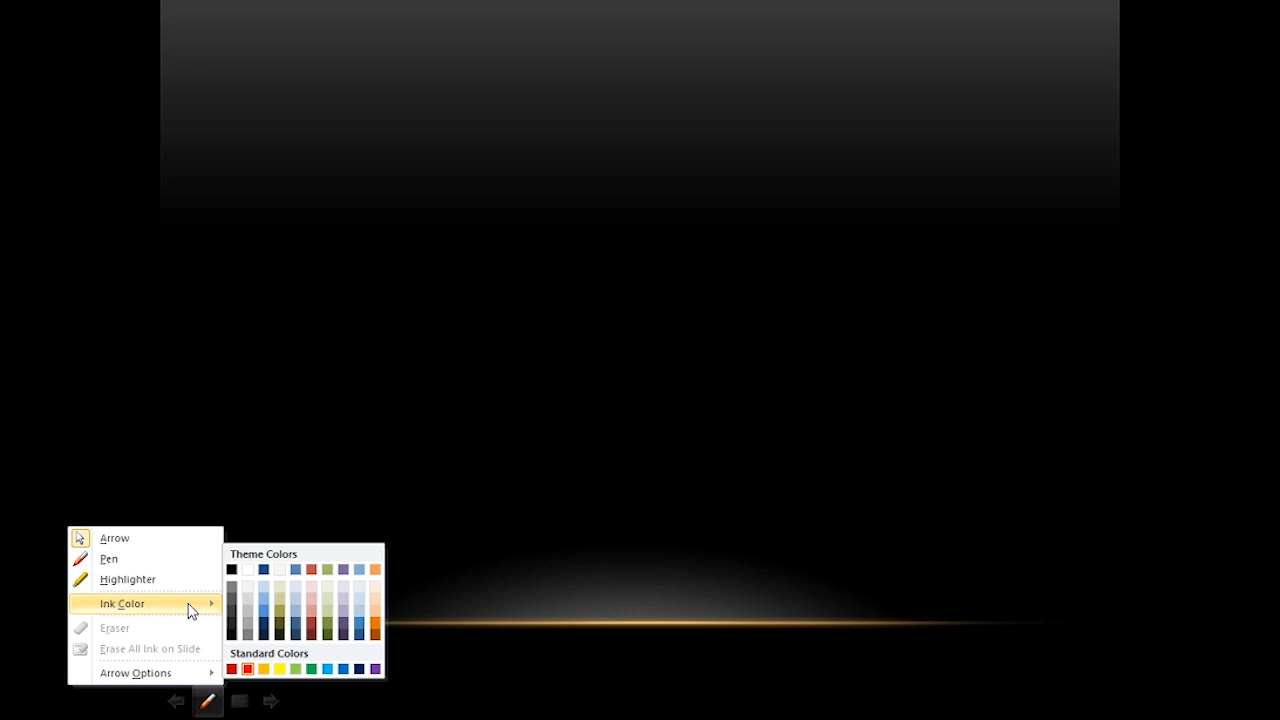 Arrow
Pen
Highlighter
Ink Color
Eraser
Erase All Ink on Slide
Arrow Options
Theme Colors
Standard Colors